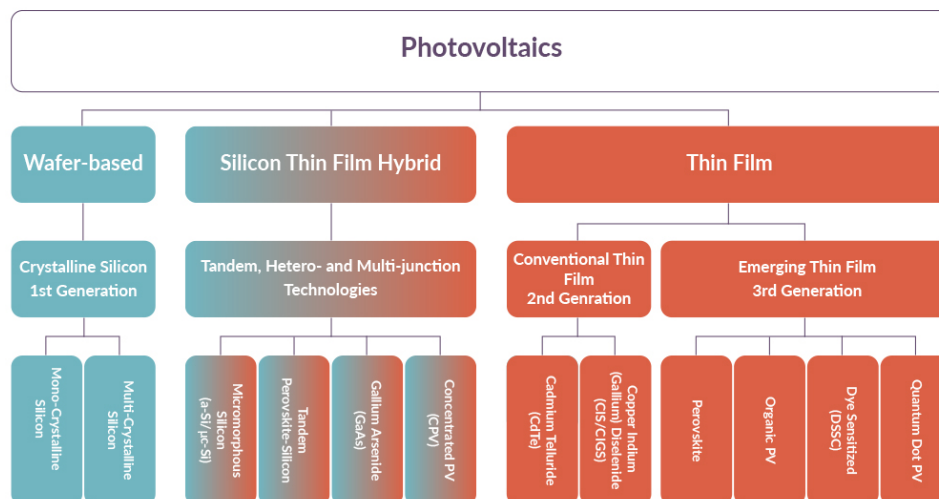 Photovoltaics
Wafer-based
Silicon Thin Film Hybrid
Thin Film
Crystalline Silicon
1st Generation
Tandem, Hetero- and Multi-junction
Technologies
Conventional Thin
Film
2nd Genration
Emerging Thin Film
3rd Generation
Mono-Crystalline
Silicon
Multi-Crystalline
Silicon
Micromorphous
Silicon
(a-Si/µc-Si)
Tandem
Perovskite-Silicon
Gallium Arsenide
(GaAs)
Concentrated PV
(CPV)
Cadmium Telluride
(CdTe)
Copper Indium
(Gallium) Diselenide
(CIS/CIGS)
Perovskite
Organic PV
Dye Sensitized
(DSSC)
Quantum Dot PV